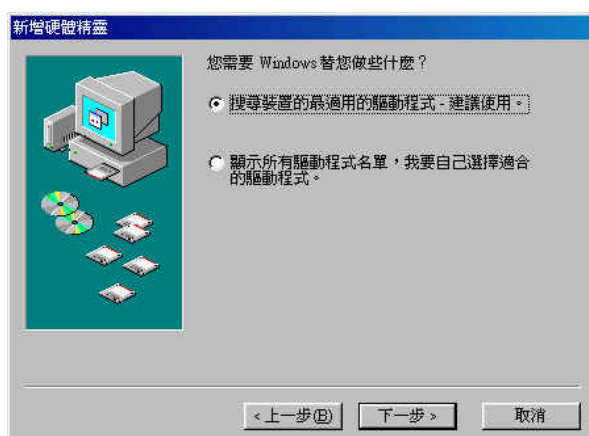 新增硬體精靈
您需要 Windows 替您做些什麼？
搜尋裝置的最適用的驅動程式 - 建議使用。
顯示所有驅動程式名單，我要自己選擇適合
的驅動程式。
<上一步(B)
下一步>
取消